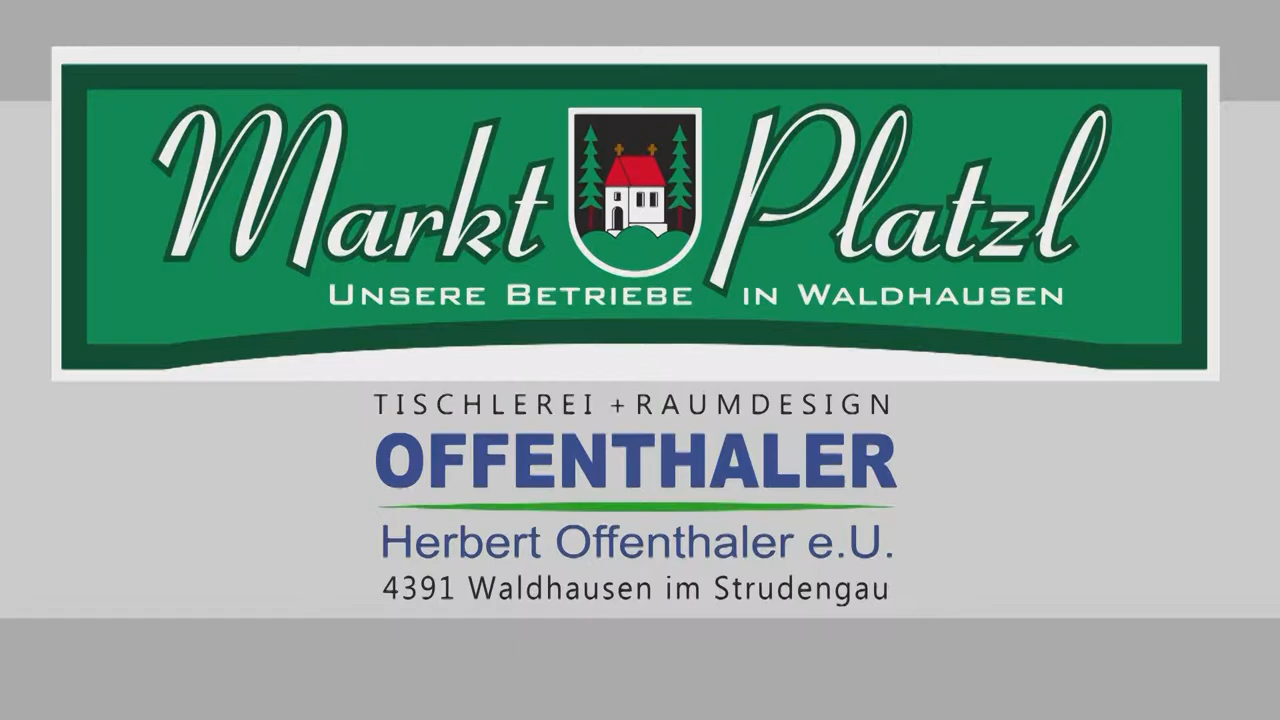 Markt Platzl
UNSERE BETRIEBE IN WALDHAUSEN
TISCHLEREI + RAUMDESIGN
OFFENTHALER
Herbert Offenthaler e.U.
4391 Waldhausen im Strudengau